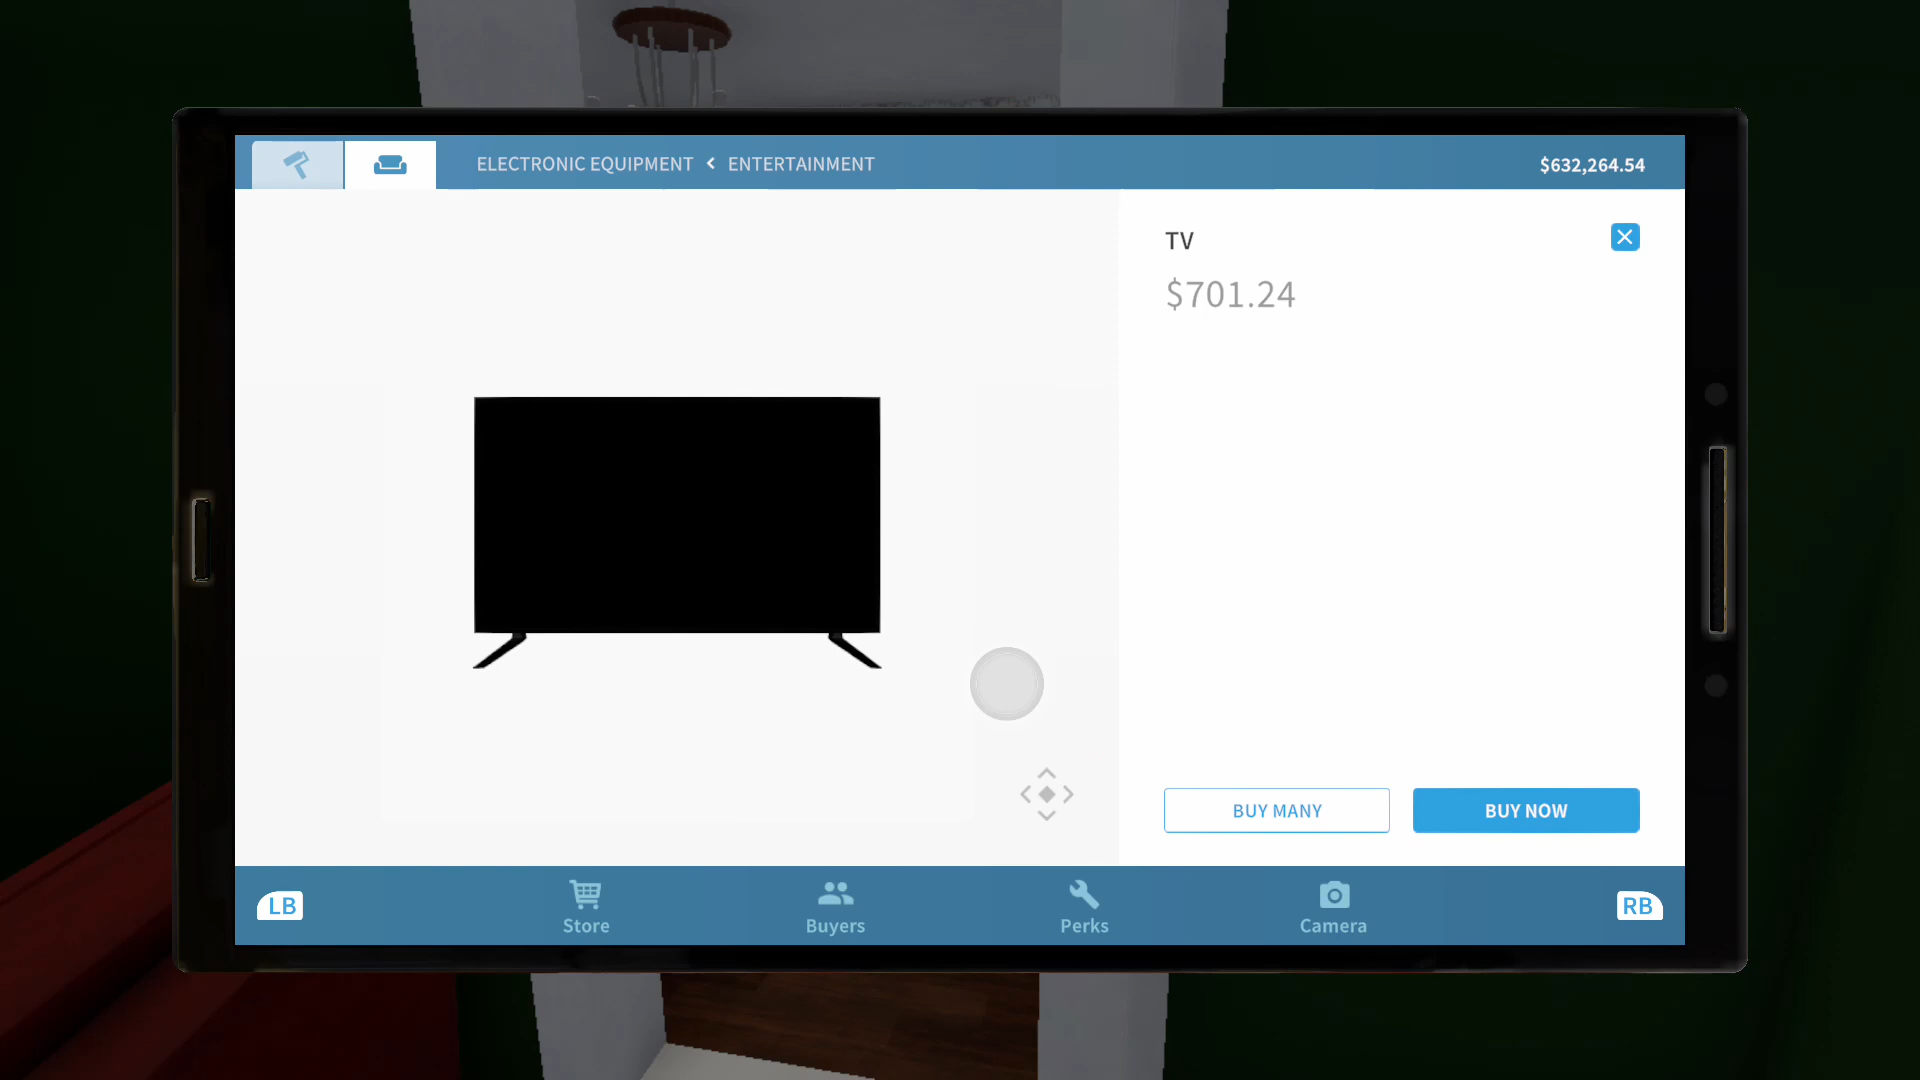 ELECTRONIC EQUIPMENT < ENTERTAINMENT
$632,264.54
TV
$701.24
BUY MANY
BUY NOW
LB
Store
Buyers
Perks
Camera
RB